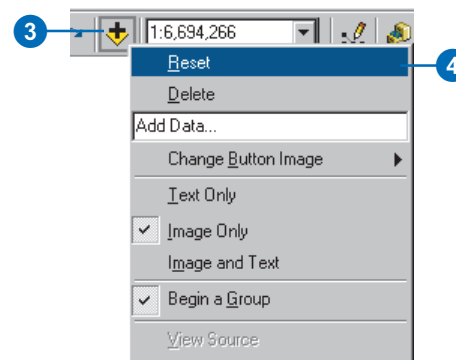 3
1:6,694,266
Reset
4
Delete
Add Data...
Change Button Image
Text Only
Image Only
Image and Text
Begin a Group
View Source